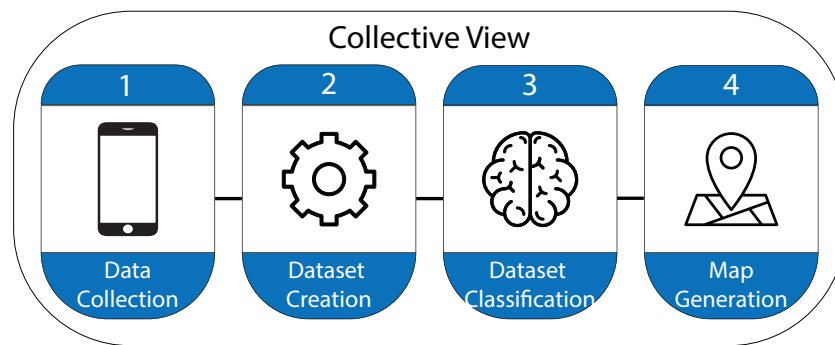 Collective View
1
2
3
4
Data
Collection
Dataset
Creation
Dataset
Classification
Map
Generation